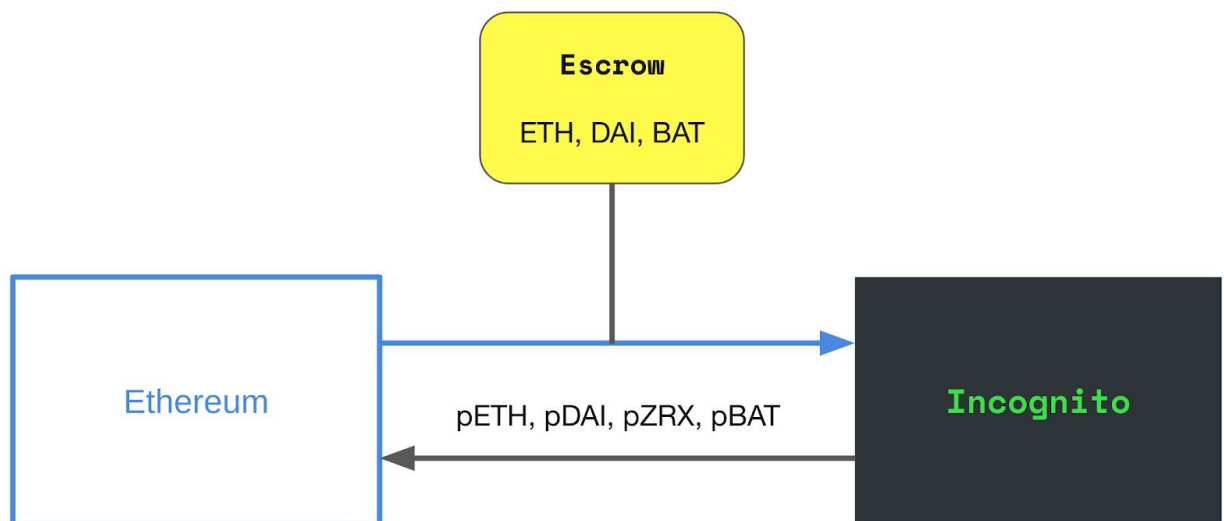 Escrow
ETH, DAI, BAT
Ethereum
pETH, pDAI, pZRX, pBAT
Incognito